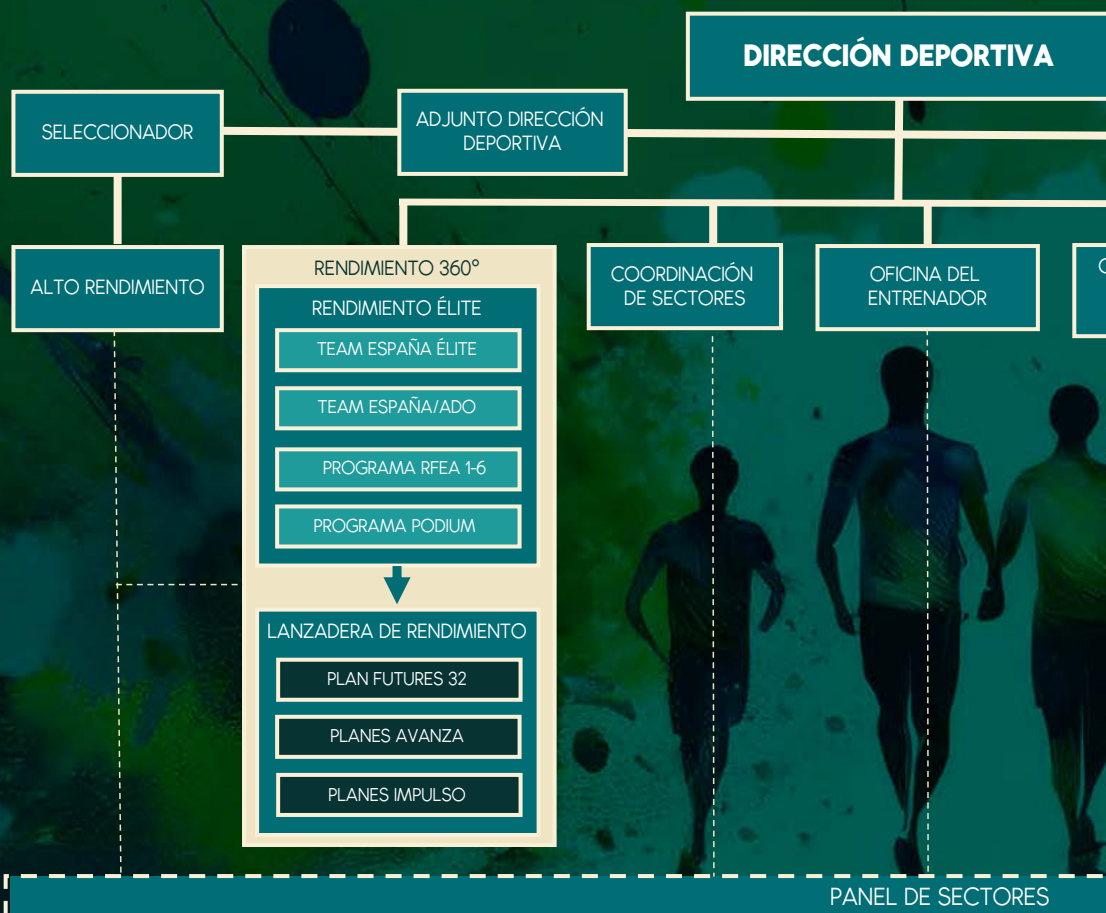 DIRECCIÓN DEPORTIVA
SELECCIONADOR
ADJUNTO DIRECCIÓN
DEPORTIVA
ALTO RENDIMIENTO
RENDIMIENTO 360º
RENDIMIENTO ÉLITE
TEAM ESPAÑA ÉLITE
TEAM ESPAÑA/ADO
PROGRAMA RFEA 1-6
PROGRAMA PODIUM
LANZADERA DE RENDIMIENTO
PLAN FUTURES 32
PLANES AVANZA
PLANES IMPULSO
COORDINACIÓN
DE SECTORES
OFICINA DEL
ENTRENADOR
PANEL DE SECTORES